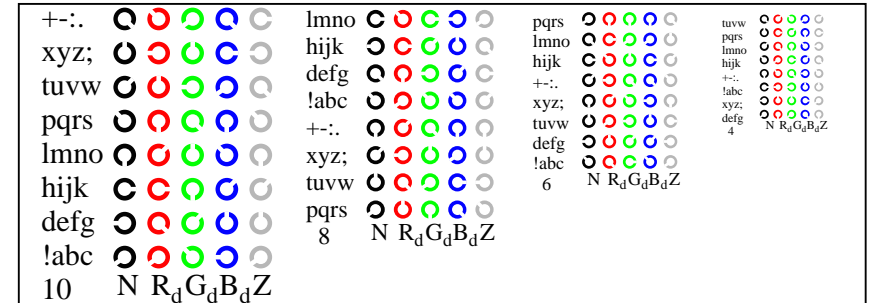 +-:.
xyz;
tuvw
pqrs
lmno
hijk
defg
!abc
10 N RdGdBdZ
lmno
hijk
defg
!abc
+-:.
xyz;
tuvw
pqrs
8 N RdGdBdZ
pqrs
lmno
hijk
+-:.
xyz;
tuvw
defg
!abc
6 N RdGdBdZ
tuvw
pqrs
lmno
hijk
+-:.
!abc
xyz;
defg
4 N RdGdBdZ